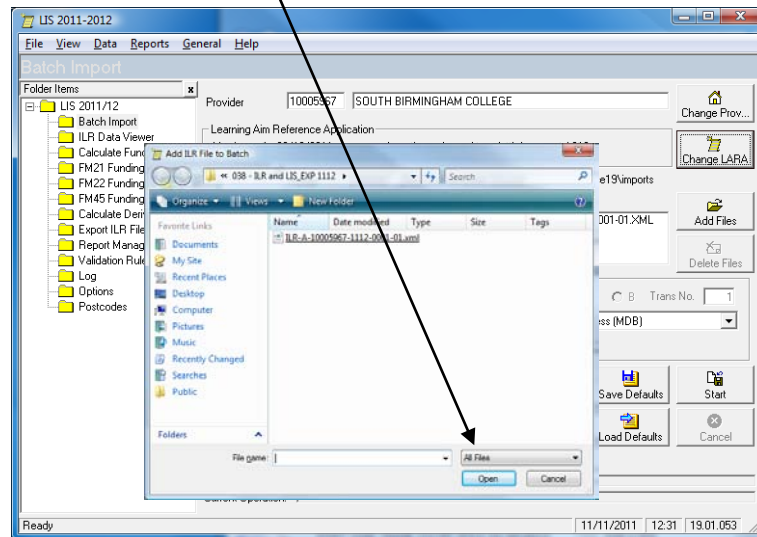 LIS 2011-2012
File View Data Reports General Help
Batch Import
Folder Items x
LIS 2011/12
Batch Import
ILR Data Viewer
Calculate Func
FM21 Funding
FM22 Funding
FM45 Funding
Calculate Deri
Export ILR File
Report Manag
Validation Rule
Log
Options
Postcodes
Provider 10005967 SOUTH BIRMINGHAM COLLEGE
Change Prov...
Learning Aim Reference Application
Change LARA
e19\imports
001-01.XML
Add Files
Delete Files
B Trans No. 1
ess (MDB)
Save Defaults
Start
Load Defaults
Cancel
Add ILR File to Batch
« 038 - ILR and LIS_EXP 1112
Search
Organize Views New Folder
Favorite Links
Name Date modified Type Size Tags
ILR-A-10005967-1112-0001-01.xml
Documents
My Site
Recent Places
Desktop
Computer
Pictures
Music
Recently Changed
Searches
Public
Folders
File name:
All Files
Open Cancel
Current Operation:
Ready 11/11/2011 12:31 19.01.053